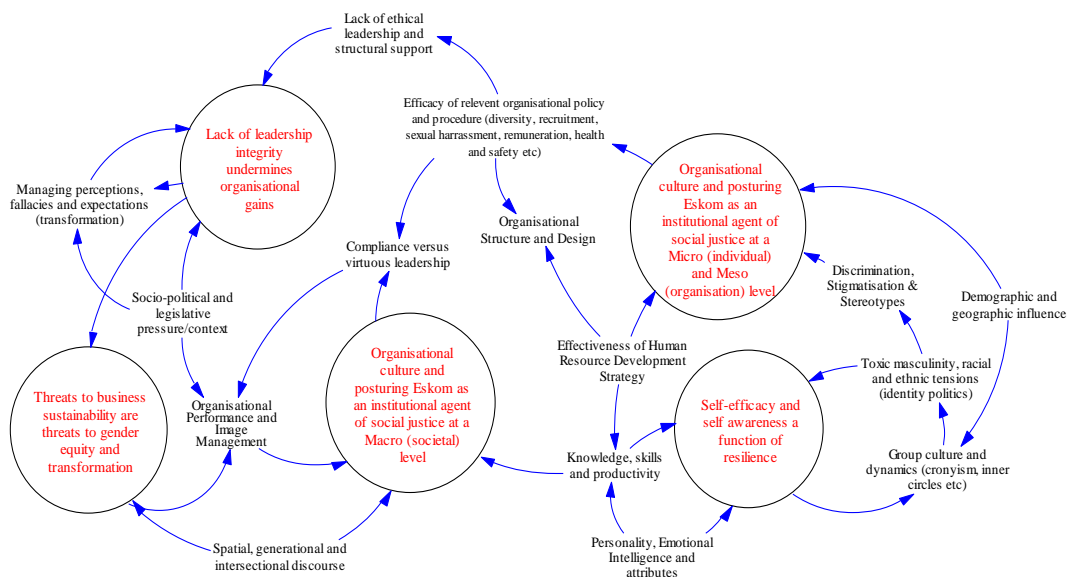 Lack of ethical
leadership and
structural support
Efficacy of relevent organisational policy
and procedure (diversity, recruitment,
sexual harrassment, remuneration, health
and safety etc)
Lack of leadership
integrity
undermines
organisational
gains
Organisational
culture and posturing
Eskom as an
institutional agent of
social justice at a
Micro (individual)
and Meso
(organisation) level
Managing perceptions,
fallacies and expectations
(transformation)
Organisational
Structure and Design
Compliance versus
virtuous leadership
Discrimination,
Stigmatisation &
Stereotypes
Demographic and
geographic influence
Socio-political and
legislative
pressure/context
Effectiveness of Human
Resource Development
Strategy
Organisational
culture and
posturing Eskom as
an institutional agent
of social justice at a
Macro (societal)
level
Toxic masculinity, racial
and ethnic tensions
(identity politics)
Threats to business
sustainability are
threats to gender
equity and
transformation
Organisational
Performance and
Image
Management
Self-efficacy and
self awareness a
function of
resilience
Knowledge, skills
and productivity
Group culture and
dynamics (cronyism, inner
circles etc)
Spatial, generational and
intersectional discourse
Personality, Emotional
Intelligence and
attributes